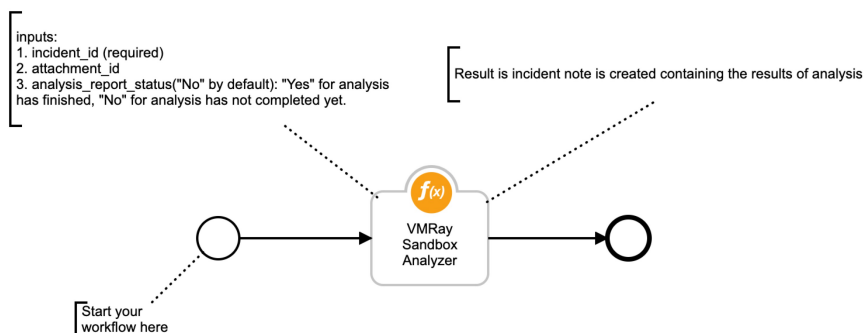 inputs:
1. incident_id (required)
2. attachment_id
3. analysis_report_status("No" by default): "Yes" for analysis
has finished, "No" for analysis has not completed yet.
Result is incident note is created containing the results of analysis
f(x)
VMRay
Sandbox
Analyzer
Start your
workflow here